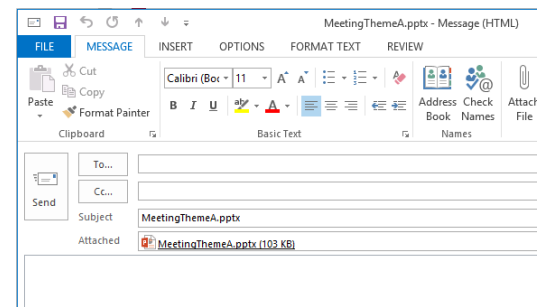 MeetingThemeA.pptx - Message (HTML)
FILE MESSAGE INSERT OPTIONS FORMAT TEXT REVIEW
Cut
Copy
Format Painter
Paste
Clipboard
Calibri (Boc 11
A A
B I U aby A
Basic Text
Address Book
Check Names
Names
Attach
File
Send
To...
Cc...
Subject MeetingThemeA.pptx
Attached MeetingThemeA.pptx (103 KB)